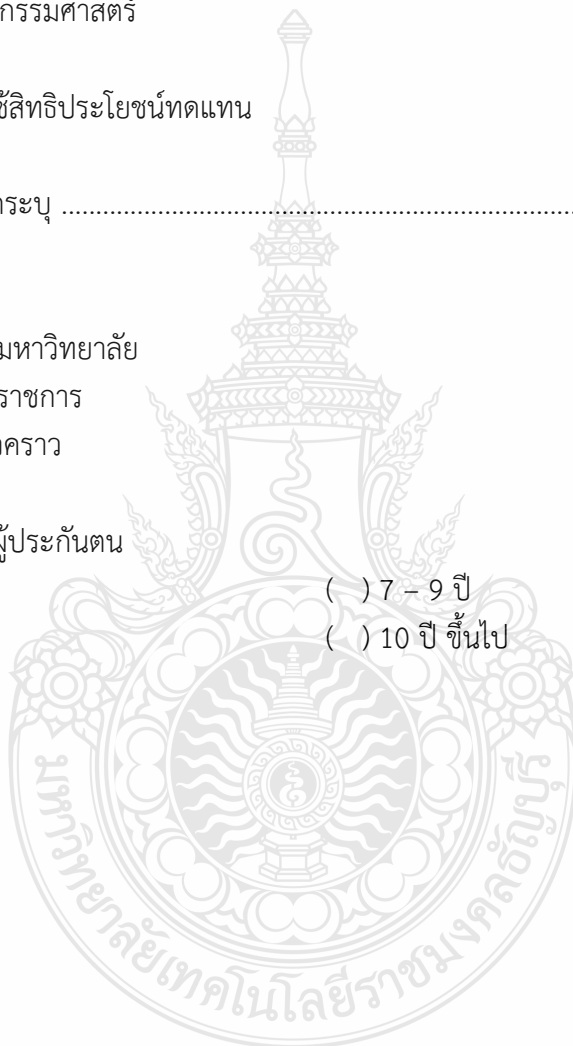 กรรมศาสตร์
ช้สิทธิประโยชน์ทดแทน
ระบุ ......................................................................................
มหาวิทยาลัย
ราชการ
คราว
ผู้ประกันตน
( ) 7 – 9 ปี
( ) 10 ปี ขึ้นไป
มหาวิทยาลัยเทคโนโลยีราชมงคลธัญบุรี